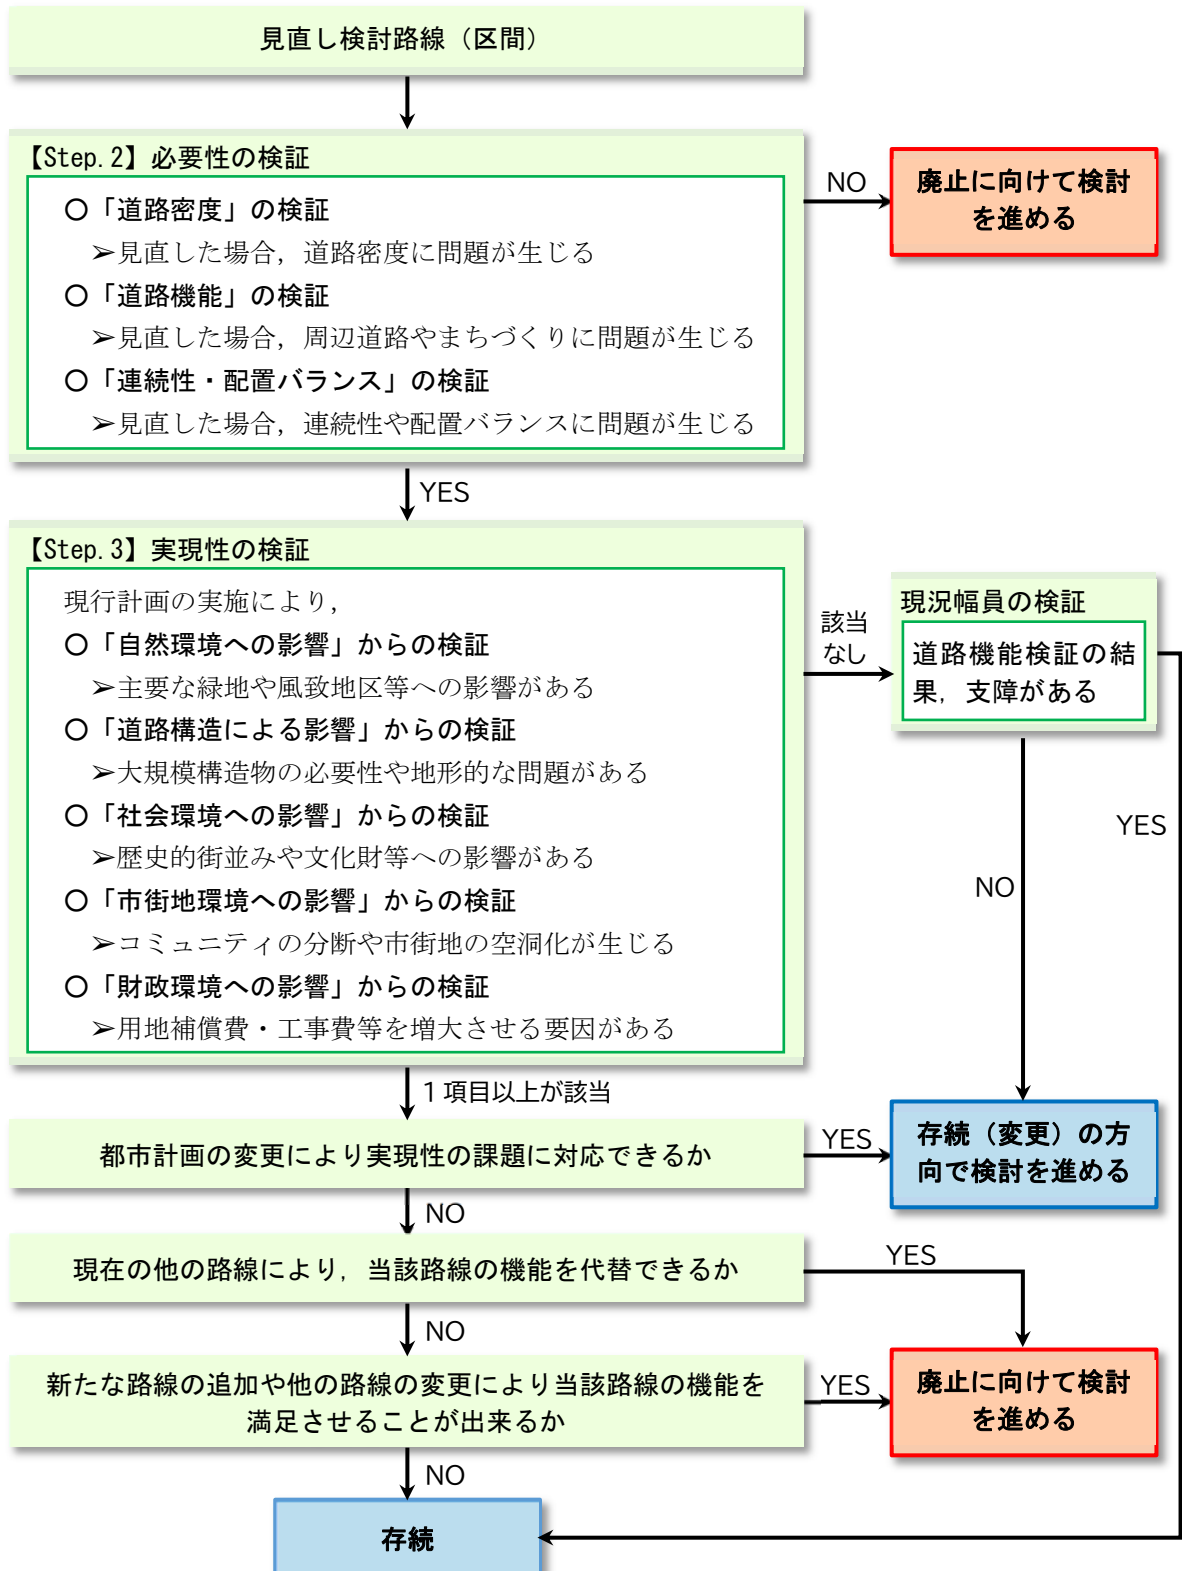 見直し検討路線（区間）
【Step.2】必要性の検証
〇「道路密度」の検証
➢見直した場合，道路密度に問題が生じる
〇「道路機能」の検証
➢見直した場合，周辺道路やまちづくりに問題が生じる
〇「連続性・配置バランス」の検証
➢見直した場合，連続性や配置バランスに問題が生じる
NO
廃止に向けて検討
を進める
YES
【Step.3】実現性の検証
現行計画の実施により，
〇「自然環境への影響」からの検証
➢主要な緑地や風致地区等への影響がある
〇「道路構造による影響」からの検証
➢大規模構造物の必要性や地形的な問題がある
〇「社会環境への影響」からの検証
➢歴史的街並みや文化財等への影響がある
〇「市街地環境への影響」からの検証
➢コミュニティの分断や市街地の空洞化が生じる
〇「財政環境への影響」からの検証
➢用地補償費・工事費等を増大させる要因がある
該当
なし
現況幅員の検証
道路機能検証の結
果，支障がある
YES
NO
１項目以上が該当
都市計画の変更により実現性の課題に対応できるか
YES
存続（変更）の方
向で検討を進める
NO
現在の他の路線により，当該路線の機能を代替できるか
YES
NO
新たな路線の追加や他の路線の変更により当該路線の機能を
満足させることが出来るか
YES
廃止に向けて検討
を進める
NO
存続